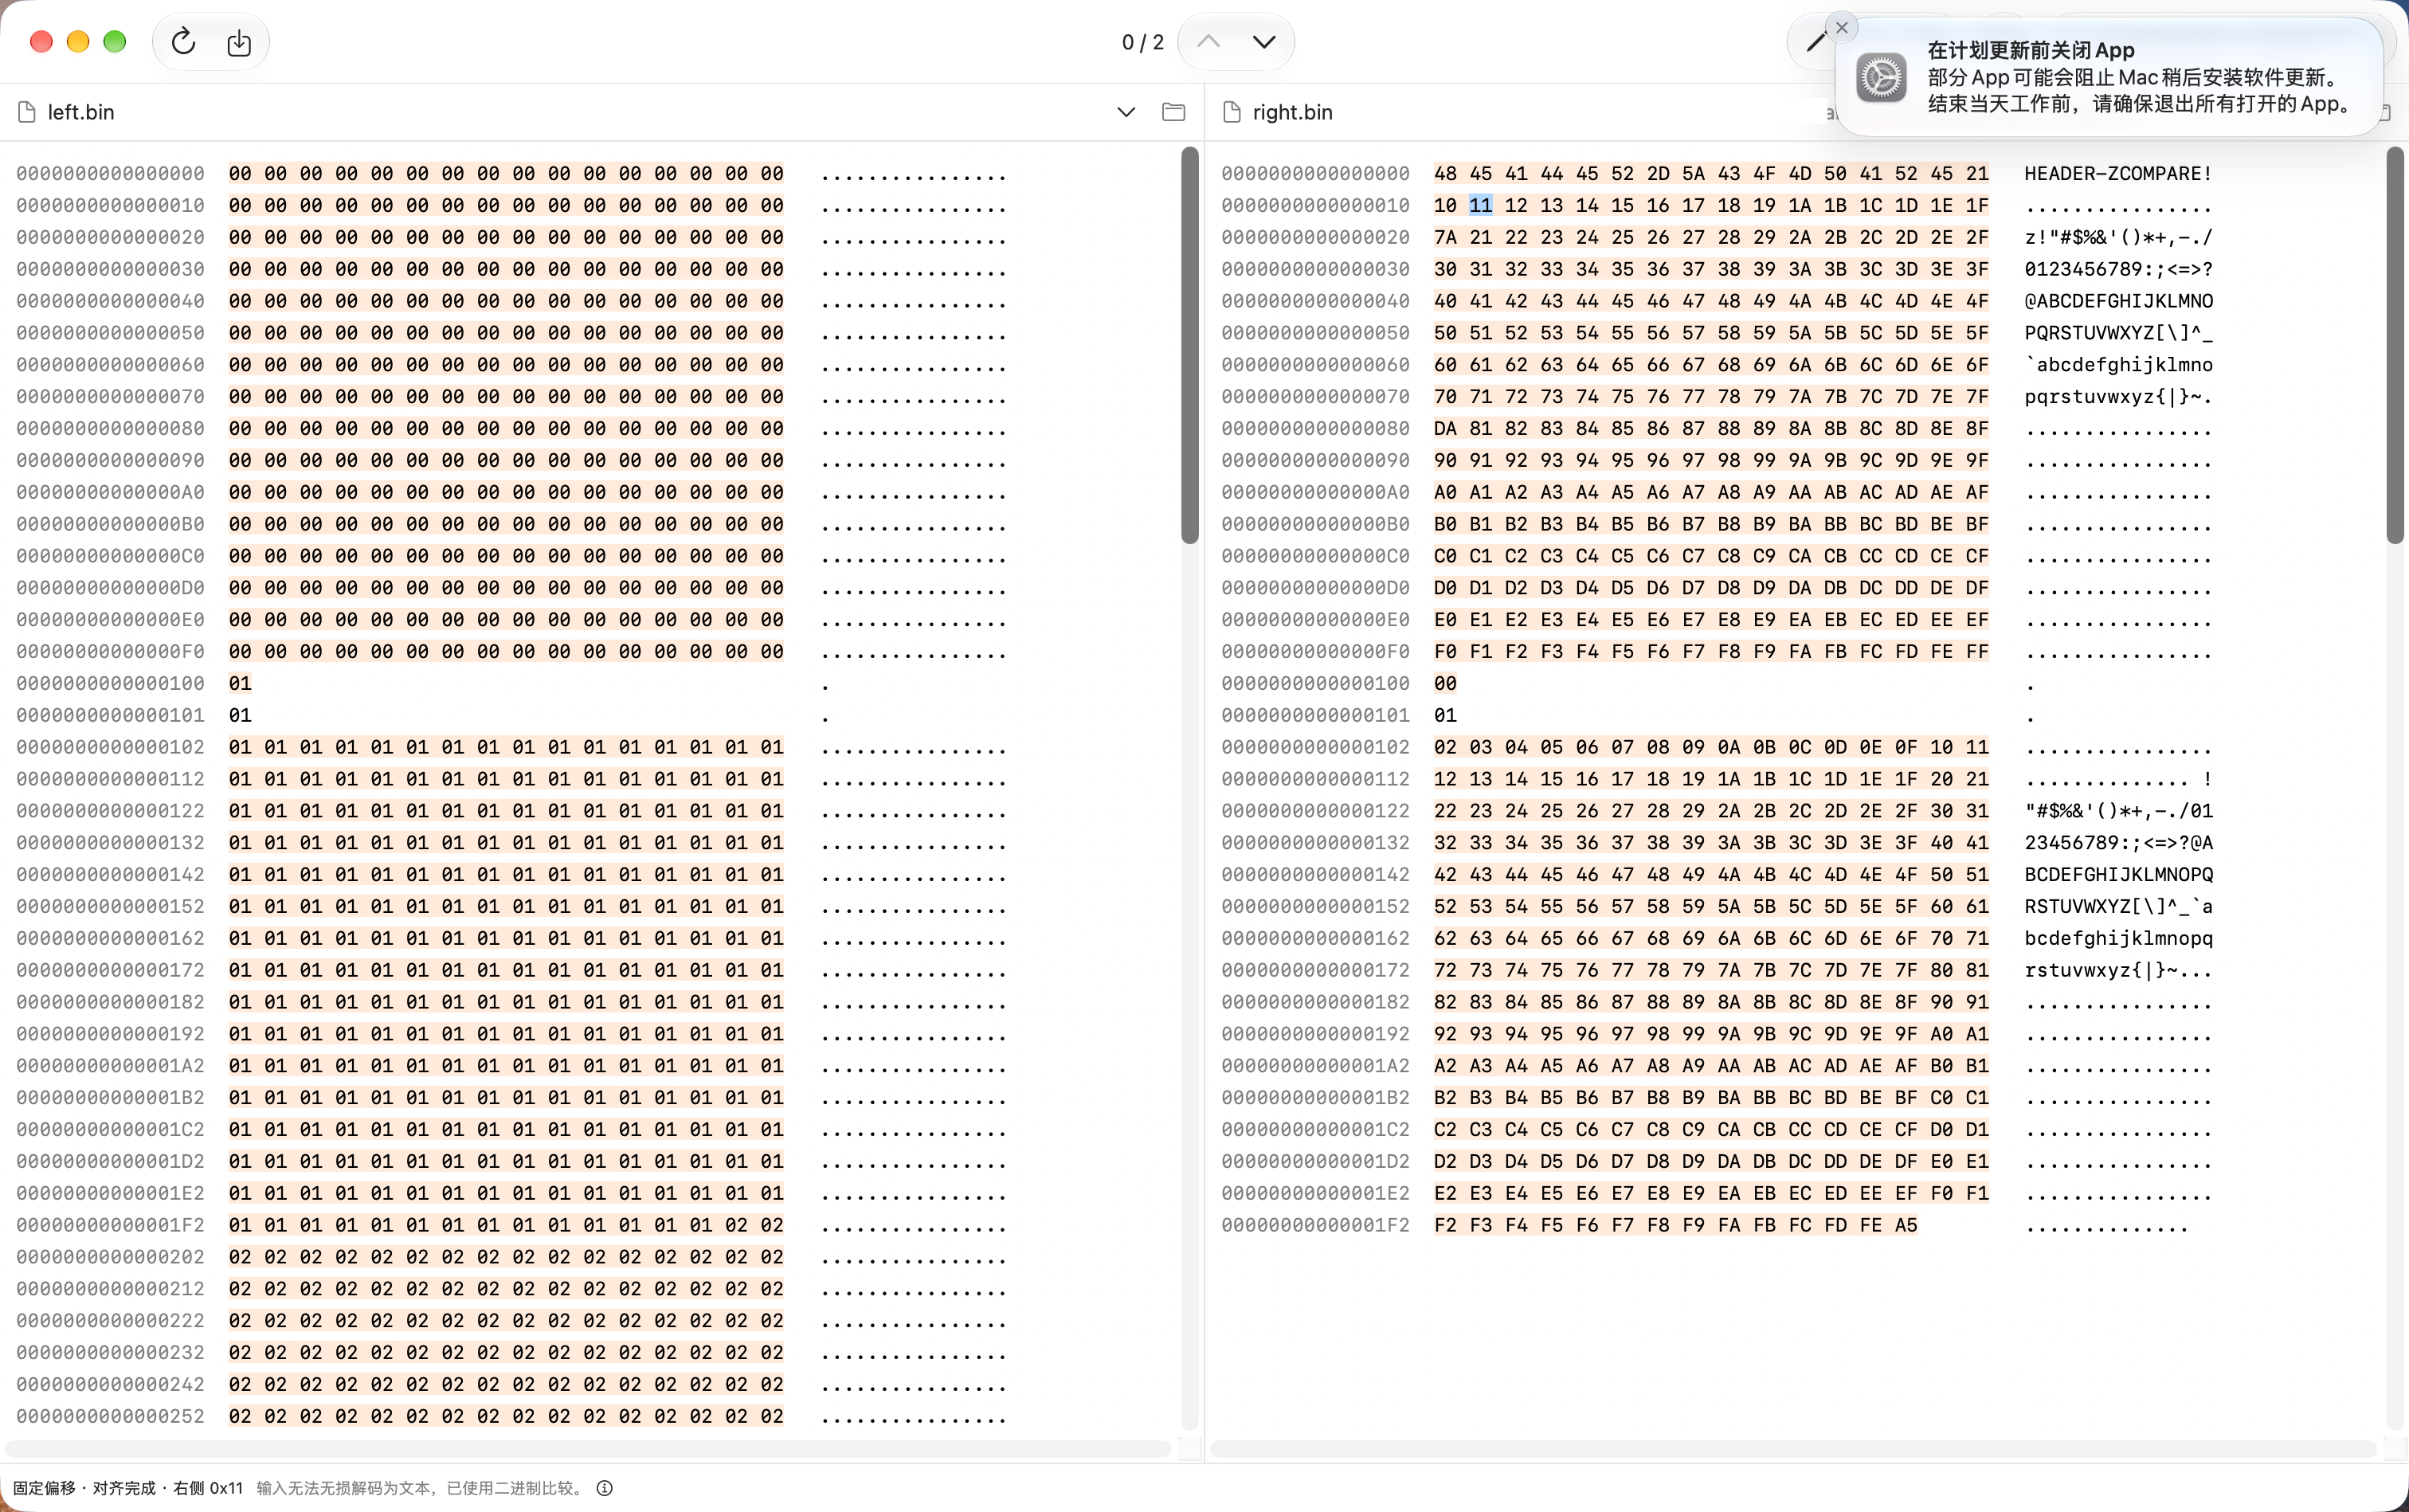 0 / 2
在计划更新前关闭 App
部分 App 可能会阻止 Mac 稍后安装软件更新。
结束当天工作前，请确保退出所有打开的 App。
left.bin
right.bin
0000000000000000 00 00 00 00 00 00 00 00 00 00 00 00 00 00 00 00 ................
0000000000000010 00 00 00 00 00 00 00 00 00 00 00 00 00 00 00 00 ................
0000000000000020 00 00 00 00 00 00 00 00 00 00 00 00 00 00 00 00 ................
0000000000000030 00 00 00 00 00 00 00 00 00 00 00 00 00 00 00 00 ................
0000000000000040 00 00 00 00 00 00 00 00 00 00 00 00 00 00 00 00 ................
0000000000000050 00 00 00 00 00 00 00 00 00 00 00 00 00 00 00 00 ................
0000000000000060 00 00 00 00 00 00 00 00 00 00 00 00 00 00 00 00 ................
0000000000000070 00 00 00 00 00 00 00 00 00 00 00 00 00 00 00 00 ................
0000000000000080 00 00 00 00 00 00 00 00 00 00 00 00 00 00 00 00 ................
0000000000000090 00 00 00 00 00 00 00 00 00 00 00 00 00 00 00 00 ................
00000000000000A0 00 00 00 00 00 00 00 00 00 00 00 00 00 00 00 00 ................
00000000000000B0 00 00 00 00 00 00 00 00 00 00 00 00 00 00 00 00 ................
00000000000000C0 00 00 00 00 00 00 00 00 00 00 00 00 00 00 00 00 ................
00000000000000D0 00 00 00 00 00 00 00 00 00 00 00 00 00 00 00 00 ................
00000000000000E0 00 00 00 00 00 00 00 00 00 00 00 00 00 00 00 00 ................
00000000000000F0 00 00 00 00 00 00 00 00 00 00 00 00 00 00 00 00 ................
0000000000000100 01 .
0000000000000101 01 .
0000000000000102 01 01 01 01 01 01 01 01 01 01 01 01 01 01 01 01 ................
0000000000000112 01 01 01 01 01 01 01 01 01 01 01 01 01 01 01 01 ................
0000000000000122 01 01 01 01 01 01 01 01 01 01 01 01 01 01 01 01 ................
0000000000000132 01 01 01 01 01 01 01 01 01 01 01 01 01 01 01 01 ................
0000000000000142 01 01 01 01 01 01 01 01 01 01 01 01 01 01 01 01 ................
0000000000000152 01 01 01 01 01 01 01 01 01 01 01 01 01 01 01 01 ................
0000000000000162 01 01 01 01 01 01 01 01 01 01 01 01 01 01 01 01 ................
0000000000000172 01 01 01 01 01 01 01 01 01 01 01 01 01 01 01 01 ................
0000000000000182 01 01 01 01 01 01 01 01 01 01 01 01 01 01 01 01 ................
0000000000000192 01 01 01 01 01 01 01 01 01 01 01 01 01 01 01 01 ................
00000000000001A2 01 01 01 01 01 01 01 01 01 01 01 01 01 01 01 01 ................
00000000000001B2 01 01 01 01 01 01 01 01 01 01 01 01 01 01 01 01 ................
00000000000001C2 01 01 01 01 01 01 01 01 01 01 01 01 01 01 01 01 ................
00000000000001D2 01 01 01 01 01 01 01 01 01 01 01 01 01 01 01 01 ................
00000000000001E2 01 01 01 01 01 01 01 01 01 01 01 01 01 01 01 01 ................
00000000000001F2 01 01 01 01 01 01 01 01 01 01 01 01 01 01 02 02 ................
0000000000000202 02 02 02 02 02 02 02 02 02 02 02 02 02 02 02 02 ................
0000000000000212 02 02 02 02 02 02 02 02 02 02 02 02 02 02 02 02 ................
0000000000000222 02 02 02 02 02 02 02 02 02 02 02 02 02 02 02 02 ................
0000000000000232 02 02 02 02 02 02 02 02 02 02 02 02 02 02 02 02 ................
0000000000000242 02 02 02 02 02 02 02 02 02 02 02 02 02 02 02 02 ................
0000000000000252 02 02 02 02 02 02 02 02 02 02 02 02 02 02 02 02 ................
0000000000000000 48 45 41 44 45 52 2D 5A 43 4F 4D 50 41 52 45 21 HEADER-ZCOMPARE!
0000000000000010 10 11 12 13 14 15 16 17 18 19 1A 1B 1C 1D 1E 1F ................
0000000000000020 7A 21 22 23 24 25 26 27 28 29 2A 2B 2C 2D 2E 2F z!"#$%&'()*+,-./
0000000000000030 30 31 32 33 34 35 36 37 38 39 3A 3B 3C 3D 3E 3F 0123456789:;<=>?
0000000000000040 40 41 42 43 44 45 46 47 48 49 4A 4B 4C 4D 4E 4F @ABCDEFGHIJKLMNO
0000000000000050 50 51 52 53 54 55 56 57 58 59 5A 5B 5C 5D 5E 5F PQRSTUVWXYZ[\]^_
0000000000000060 60 61 62 63 64 65 66 67 68 69 6A 6B 6C 6D 6E 6F `abcdefghijklmno
0000000000000070 70 71 72 73 74 75 76 77 78 79 7A 7B 7C 7D 7E 7F pqrstuvwxyz{|}~.
0000000000000080 DA 81 82 83 84 85 86 87 88 89 8A 8B 8C 8D 8E 8F ................
0000000000000090 90 91 92 93 94 95 96 97 98 99 9A 9B 9C 9D 9E 9F ................
00000000000000A0 A0 A1 A2 A3 A4 A5 A6 A7 A8 A9 AA AB AC AD AE AF ................
00000000000000B0 B0 B1 B2 B3 B4 B5 B6 B7 B8 B9 BA BB BC BD BE BF ................
00000000000000C0 C0 C1 C2 C3 C4 C5 C6 C7 C8 C9 CA CB CC CD CE CF ................
00000000000000D0 D0 D1 D2 D3 D4 D5 D6 D7 D8 D9 DA DB DC DD DE DF ................
00000000000000E0 E0 E1 E2 E3 E4 E5 E6 E7 E8 E9 EA EB EC ED EE EF ................
00000000000000F0 F0 F1 F2 F3 F4 F5 F6 F7 F8 F9 FA FB FC FD FE FF ................
0000000000000100 00 .
0000000000000101 01 .
0000000000000102 02 03 04 05 06 07 08 09 0A 0B 0C 0D 0E 0F 10 11 ................
0000000000000112 12 13 14 15 16 17 18 19 1A 1B 1C 1D 1E 1F 20 21 .............. !
0000000000000122 22 23 24 25 26 27 28 29 2A 2B 2C 2D 2E 2F 30 31 "#$%&'()*+,-./01
0000000000000132 32 33 34 35 36 37 38 39 3A 3B 3C 3D 3E 3F 40 41 23456789:;<=>?@A
0000000000000142 42 43 44 45 46 47 48 49 4A 4B 4C 4D 4E 4F 50 51 BCDEFGHIJKLMNOPQ
0000000000000152 52 53 54 55 56 57 58 59 5A 5B 5C 5D 5E 5F 60 61 RSTUVWXYZ[\]^_`a
0000000000000162 62 63 64 65 66 67 68 69 6A 6B 6C 6D 6E 6F 70 71 bcdefghijklmnopq
0000000000000172 72 73 74 75 76 77 78 79 7A 7B 7C 7D 7E 7F 80 81 rstuvwxyz{|}~...
0000000000000182 82 83 84 85 86 87 88 89 8A 8B 8C 8D 8E 8F 90 91 ................
0000000000000192 92 93 94 95 96 97 98 99 9A 9B 9C 9D 9E 9F A0 A1 ................
00000000000001A2 A2 A3 A4 A5 A6 A7 A8 A9 AA AB AC AD AE AF B0 B1 ................
00000000000001B2 B2 B3 B4 B5 B6 B7 B8 B9 BA BB BC BD BE BF C0 C1 ................
00000000000001C2 C2 C3 C4 C5 C6 C7 C8 C9 CA CB CC CD CE CF D0 D1 ................
00000000000001D2 D2 D3 D4 D5 D6 D7 D8 D9 DA DB DC DD DE DF E0 E1 ................
00000000000001E2 E2 E3 E4 E5 E6 E7 E8 E9 EA EB EC ED EE EF F0 F1 ................
00000000000001F2 F2 F3 F4 F5 F6 F7 F8 F9 FA FB FC FD FE A5 ..............
固定偏移 · 对齐完成 · 右侧 0x11 输入无法无损解码为文本，已使用二进制比较。